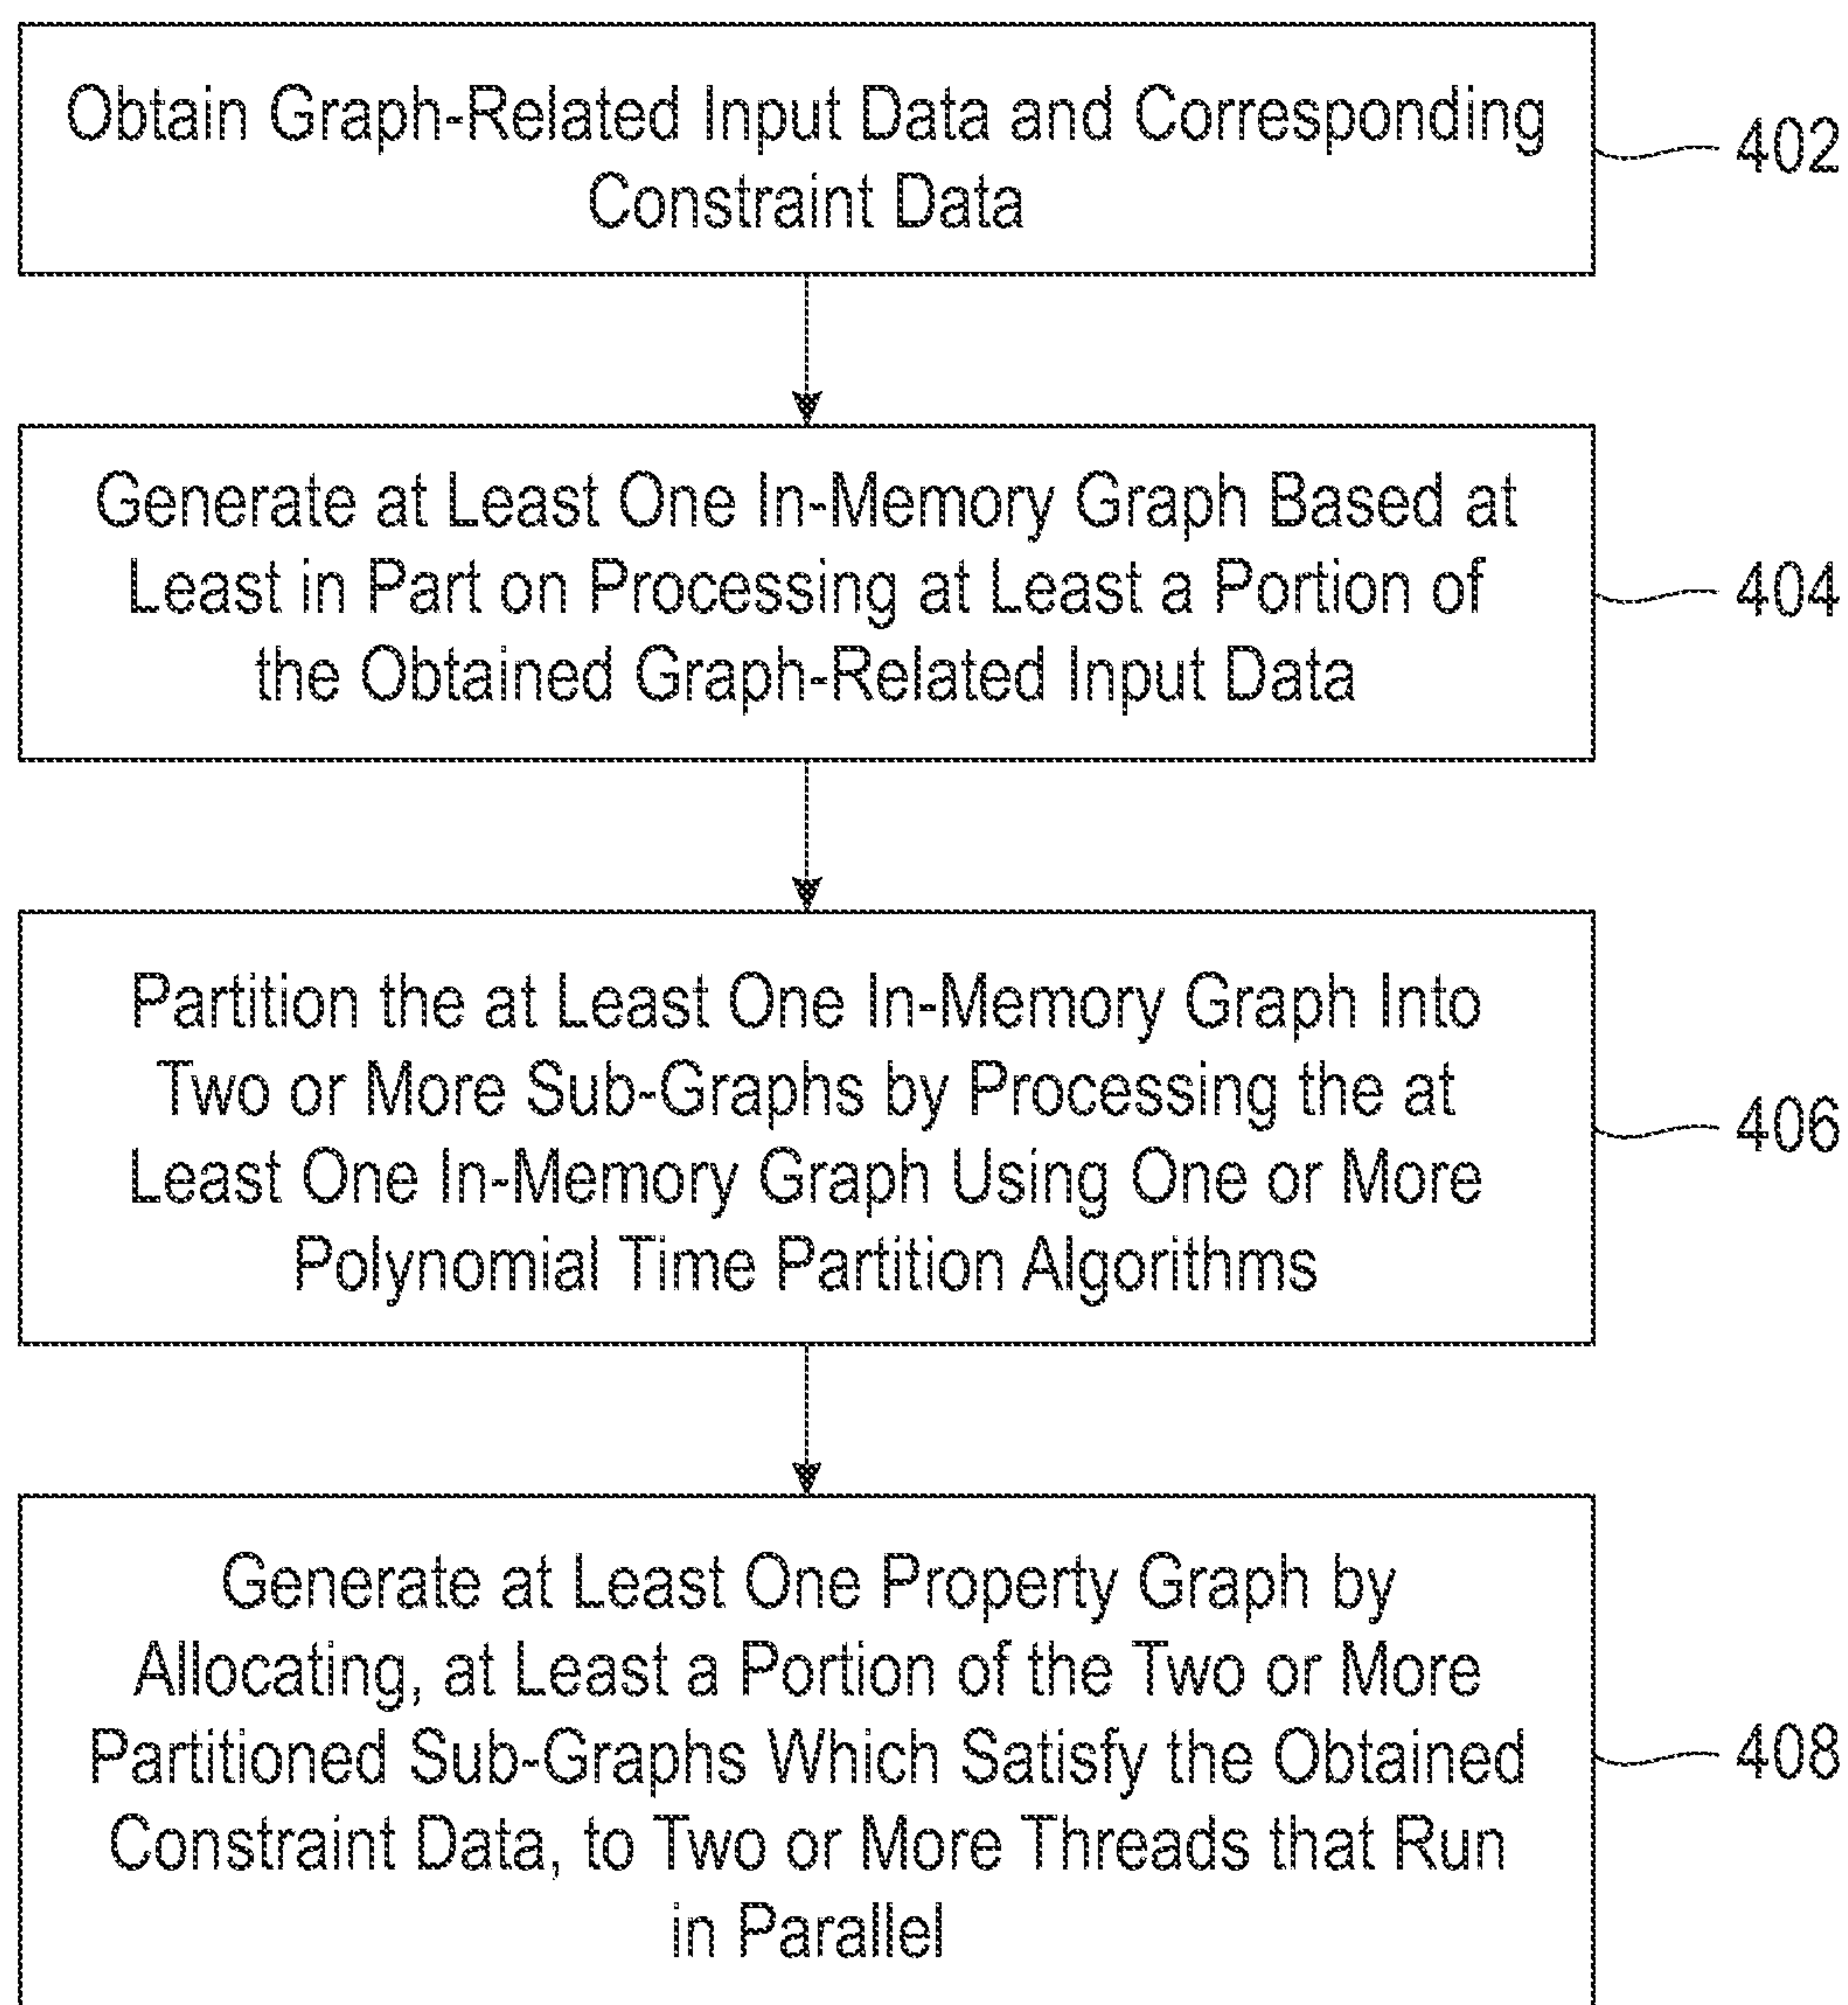 Obtain Graph-Related Input Data and Corresponding
Constraint Data
402
Generate at Least One In-Memory Graph Based at
Least in Part on Processing at Least a Portion of
the Obtained Graph-Related Input Data
404
Partition the at Least One In-Memory Graph Into
Two or More Sub-Graphs by Processing the at
Least One In-Memory Graph Using One or More
Polynomial Time Partition Algorithms
406
Generate at Least One Property Graph by
Allocating, at Least a Portion of the Two or More
Partitioned Sub-Graphs Which Satisfy the Obtained
Constraint Data, to Two or More Threads that Run
in Parallel
408